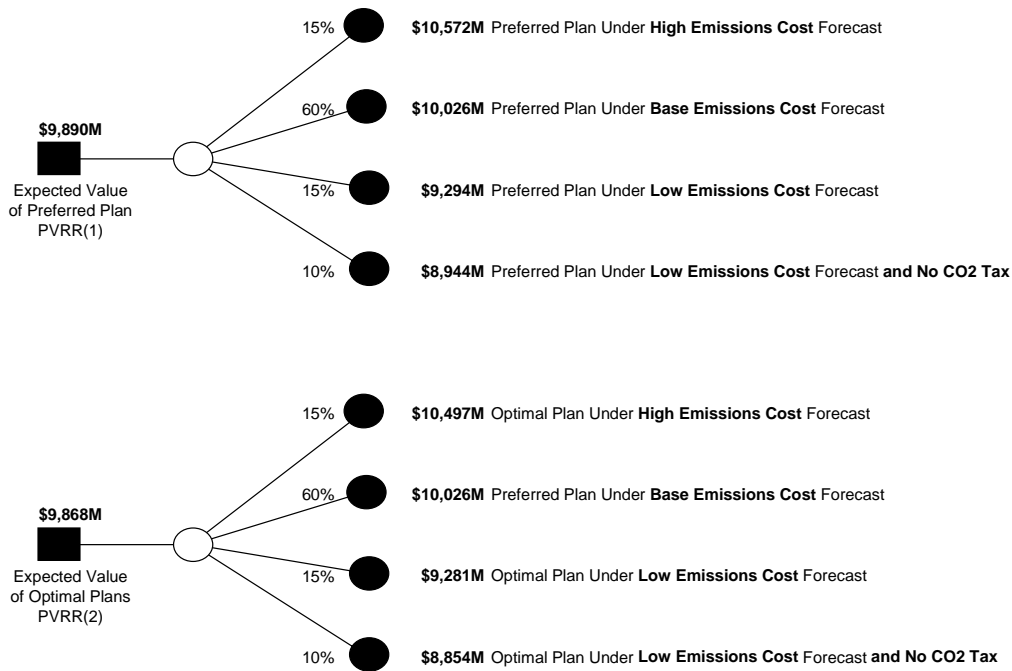 15% $10,572M Preferred Plan Under High Emissions Cost Forecast
60% $10,026M Preferred Plan Under Base Emissions Cost Forecast
$9,890M
Expected Value
of Preferred Plan
PVRR(1)
15% $9,294M Preferred Plan Under Low Emissions Cost Forecast
10% $8,944M Preferred Plan Under Low Emissions Cost Forecast and No CO2 Tax
15% $10,497M Optimal Plan Under High Emissions Cost Forecast
60% $10,026M Preferred Plan Under Base Emissions Cost Forecast
$9,868M
Expected Value
of Optimal Plans
PVRR(2)
15% $9,281M Optimal Plan Under Low Emissions Cost Forecast
10% $8,854M Optimal Plan Under Low Emissions Cost Forecast and No CO2 Tax